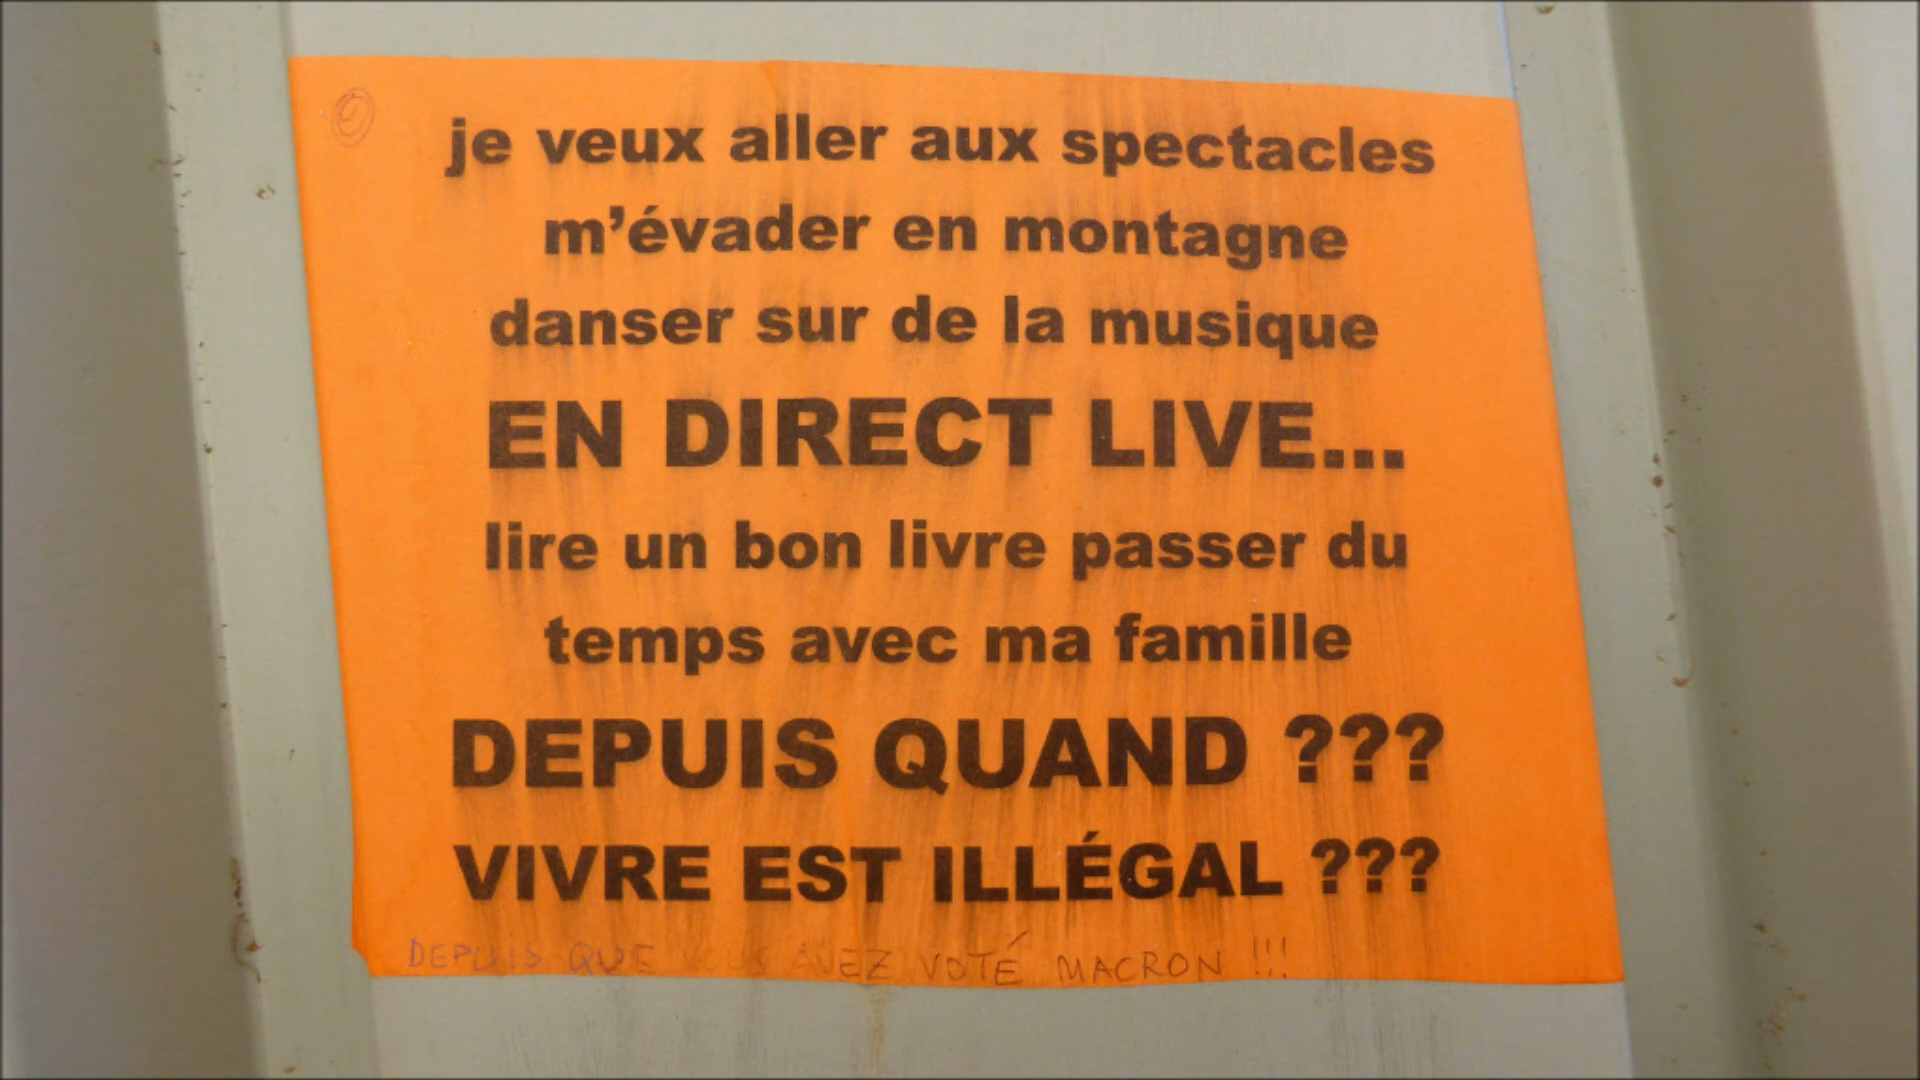 je veux aller aux spectacles
m'évader en montagne
danser sur de la musique
EN DIRECT LIVE...
lire un bon livre passer du
temps avec ma famille
DEPUIS QUAND ???
VIVRE EST ILLÉGAL ???
DEPUIS QUE VOUS AVEZ VOTÉ MACRON !!!